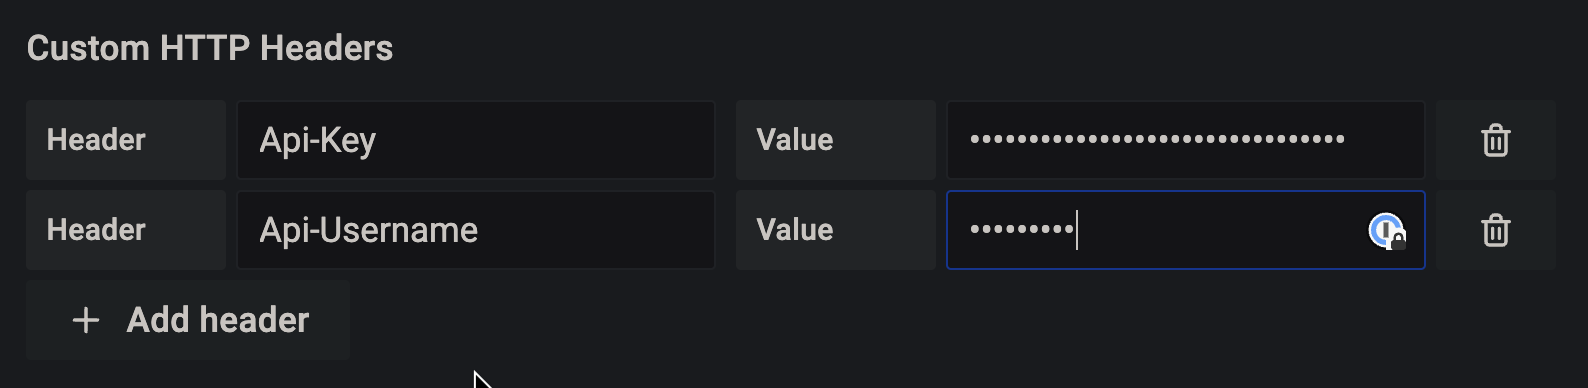 Custom HTTP Headers
Header Api-Key Value ••••••••••••••••••••••••••••••••
Header Api-Username Value •••••••••
+ Add header